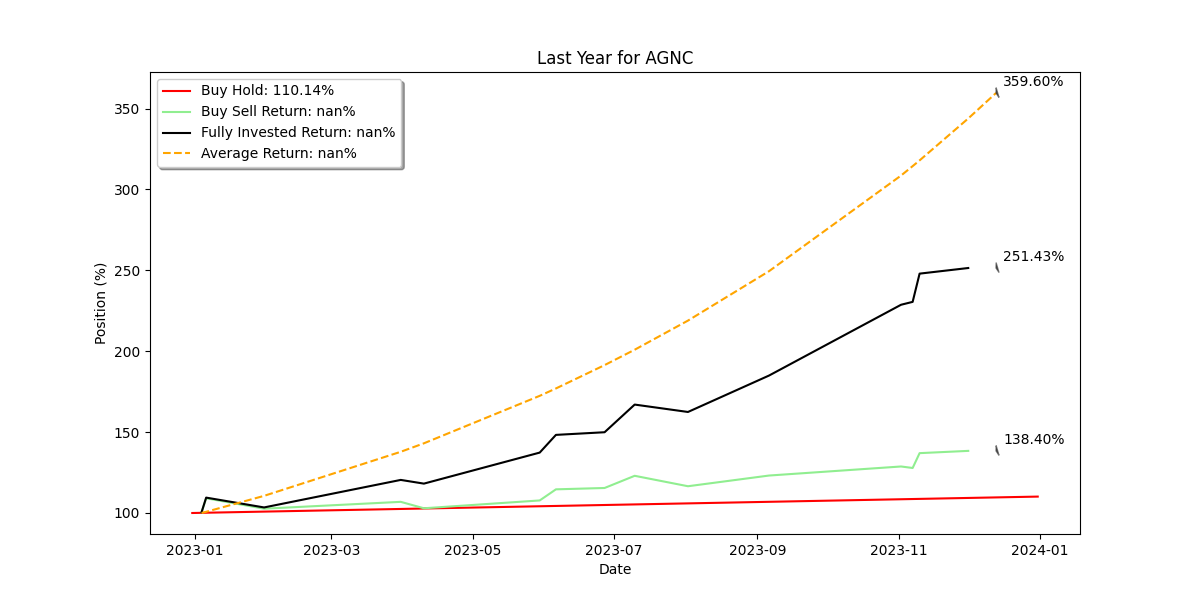 Last Year for AGNC
Buy Hold: 110.14%
Buy Sell Return: nan%
Fully Invested Return: nan%
Average Return: nan%
359.60%
251.43%
138.40%
Position (%)
350
300
250
200
150
100
2023-01
2023-03
2023-05
2023-07
2023-09
2023-11
2024-01
Date